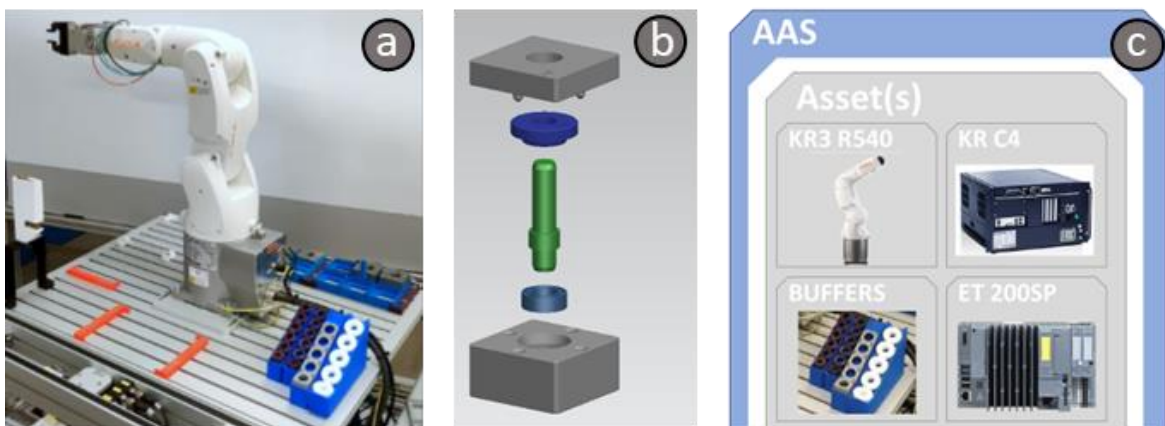 a
b
c
AAS
Asset(s)
KR3 R540
KR C4
BUFFERS
ET 200SP